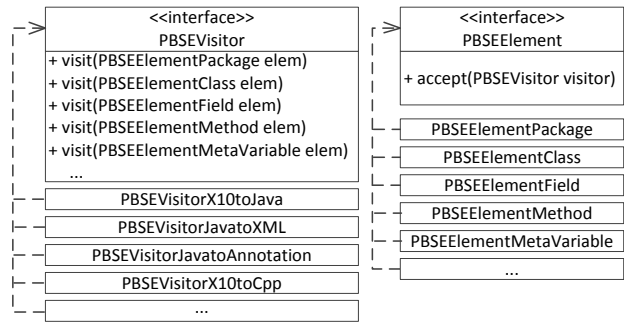 <<interface>>
PBSEVisitor
+ visit(PBSEElementPackage elem)
+ visit(PBSEElementClass elem)
+ visit(PBSEElementField elem)
+ visit(PBSEElementMethod elem)
+ visit(PBSEElementMetaVariable elem)
...
PBSEVisitorX10toJava
PBSEVisitorJavatoXML
PBSEVisitorJavatoAnnotation
PBSEVisitorX10toCpp
...
<<interface>>
PBSEElement
+ accept(PBSEVisitor visitor)
PBSEElementPackage
PBSEElementClass
PBSEElementField
PBSEElementMethod
PBSEElementMetaVariable
...